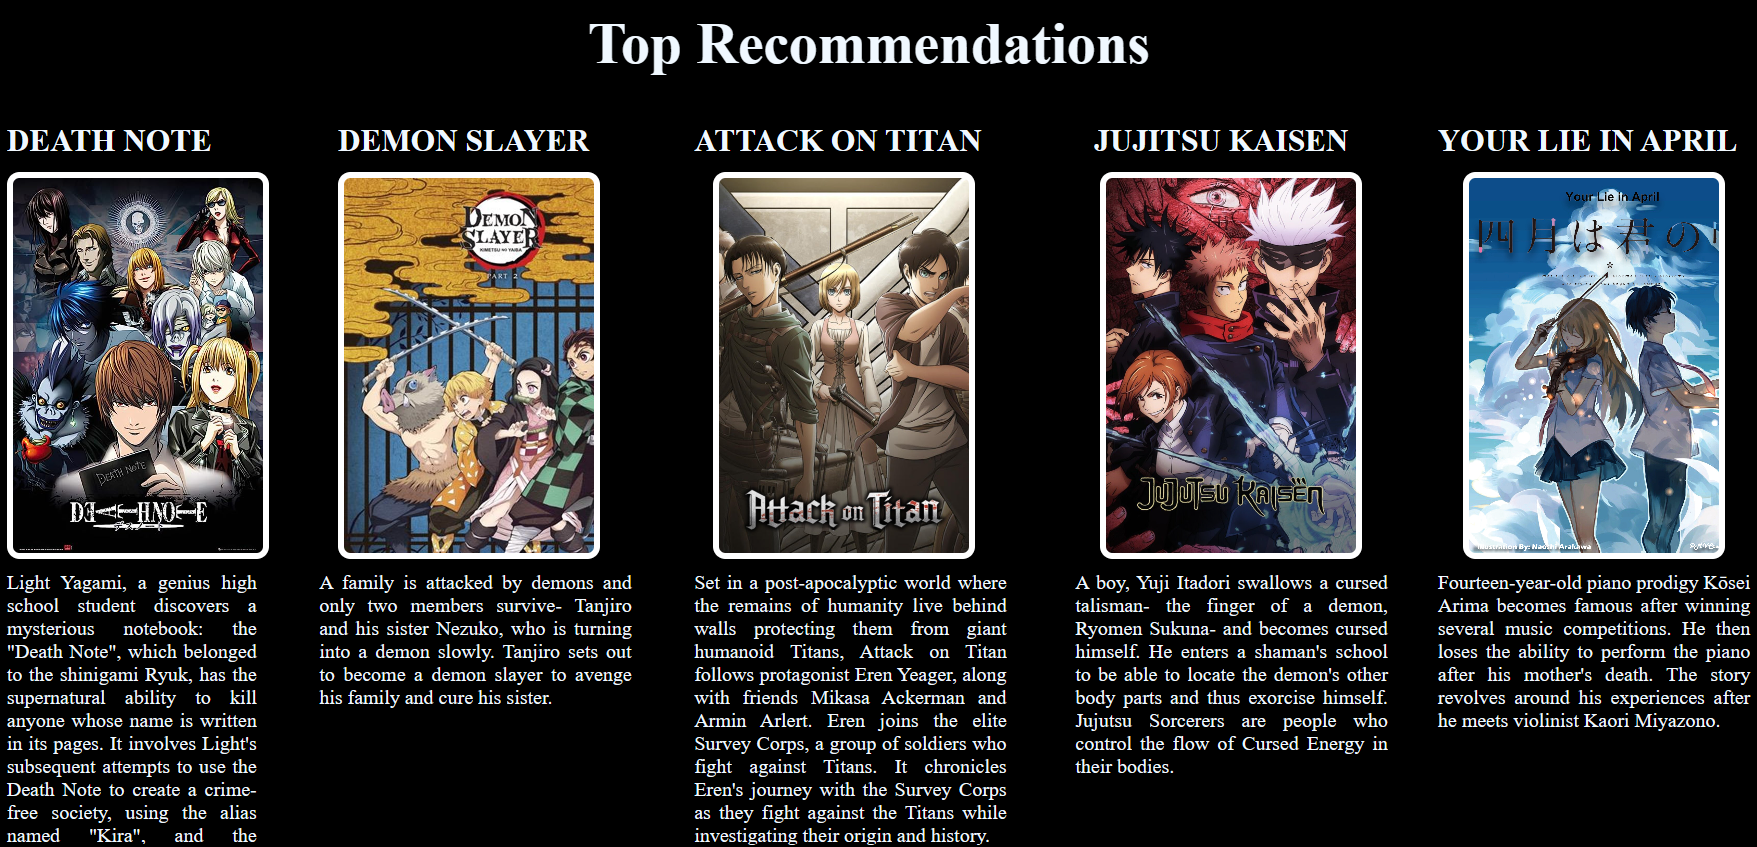 Top Recommendations
DEATH NOTE
DEATH NOTE
DEATH NOTE
Light Yagami, a genius high
school student discovers a
mysterious notebook: the
"Death Note", which belonged
to the shinigami Ryuk, has the
supernatural ability to kill
anyone whose name is written
in its pages. It involves Light's
subsequent attempts to use the
Death Note to create a crime-
free society, using the alias
named "Kira", and the
DEMON SLAYER
DEMON
SLAYER
KIMETSU NO YAIBA
PART 2
A family is attacked by demons and
only two members survive- Tanjiro
and his sister Nezuko, who is turning
into a demon slowly. Tanjiro sets out
to become a demon slayer to avenge
his family and cure his sister.
ATTACK ON TITAN
Attack on Titan
Set in a post-apocalyptic world where
the remains of humanity live behind
walls protecting them from giant
humanoid Titans, Attack on Titan
follows protagonist Eren Yeager, along
with friends Mikasa Ackerman and
Armin Arlert. Eren joins the elite
Survey Corps, a group of soldiers who
fight against Titans. It chronicles
Eren's journey with the Survey Corps
as they fight against the Titans while
investigating their origin and history.
JUJITSU KAISEN
JUJUTSU KAISEN
A boy, Yuji Itadori swallows a cursed
talisman- the finger of a demon,
Ryomen Sukuna- and becomes cursed
himself. He enters a shaman's school
to be able to locate the demon's other
body parts and thus exorcise himself.
Jujutsu Sorcerers are people who
control the flow of Cursed Energy in
their bodies.
YOUR LIE IN APRIL
Your Lie in April
四月は君の
Illustration By: Naoshi Arakawa
Fourteen-year-old piano prodigy Kōsei
Arima becomes famous after winning
several music competitions. He then
loses the ability to perform the piano
after his mother's death. The story
revolves around his experiences after
he meets violinist Kaori Miyazono.